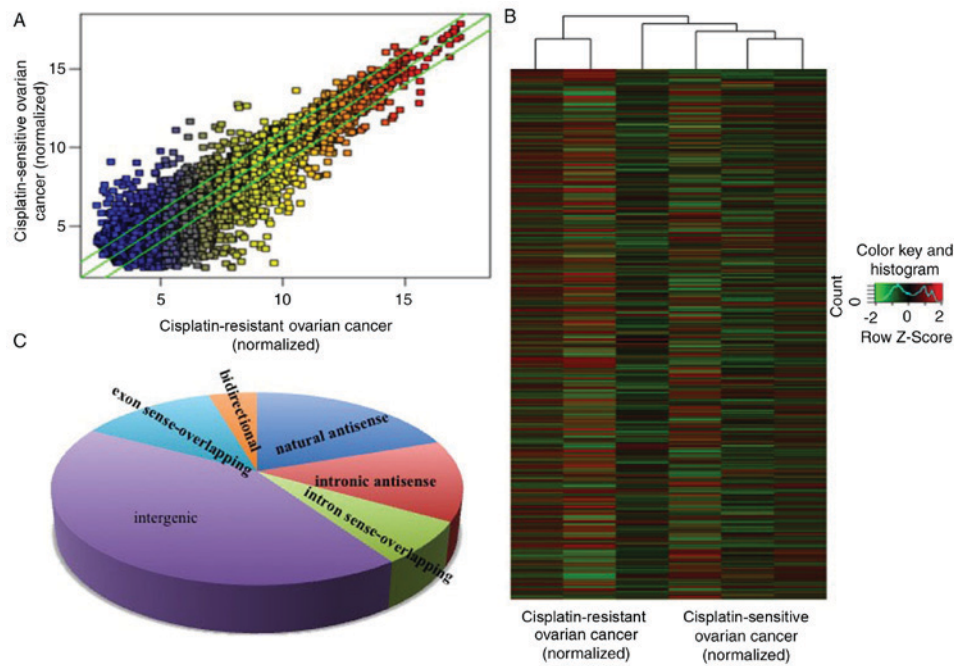 A
Cisplatin-sensitive ovarian
cancer (normalized)
15
10
5
5
10
15
Cisplatin-resistant ovarian cancer
(normalized)
B
Cisplatin-resistant
ovarian cancer
(normalized)
Cisplatin-sensitive
ovarian cancer
(normalized)
Color key and
histogram
Count
0
-2
0
2
Row Z-Score
C
bidirectional
exon sense-overlapping
natural antisense
intronic antisense
intron sense-overlapping
intergenic